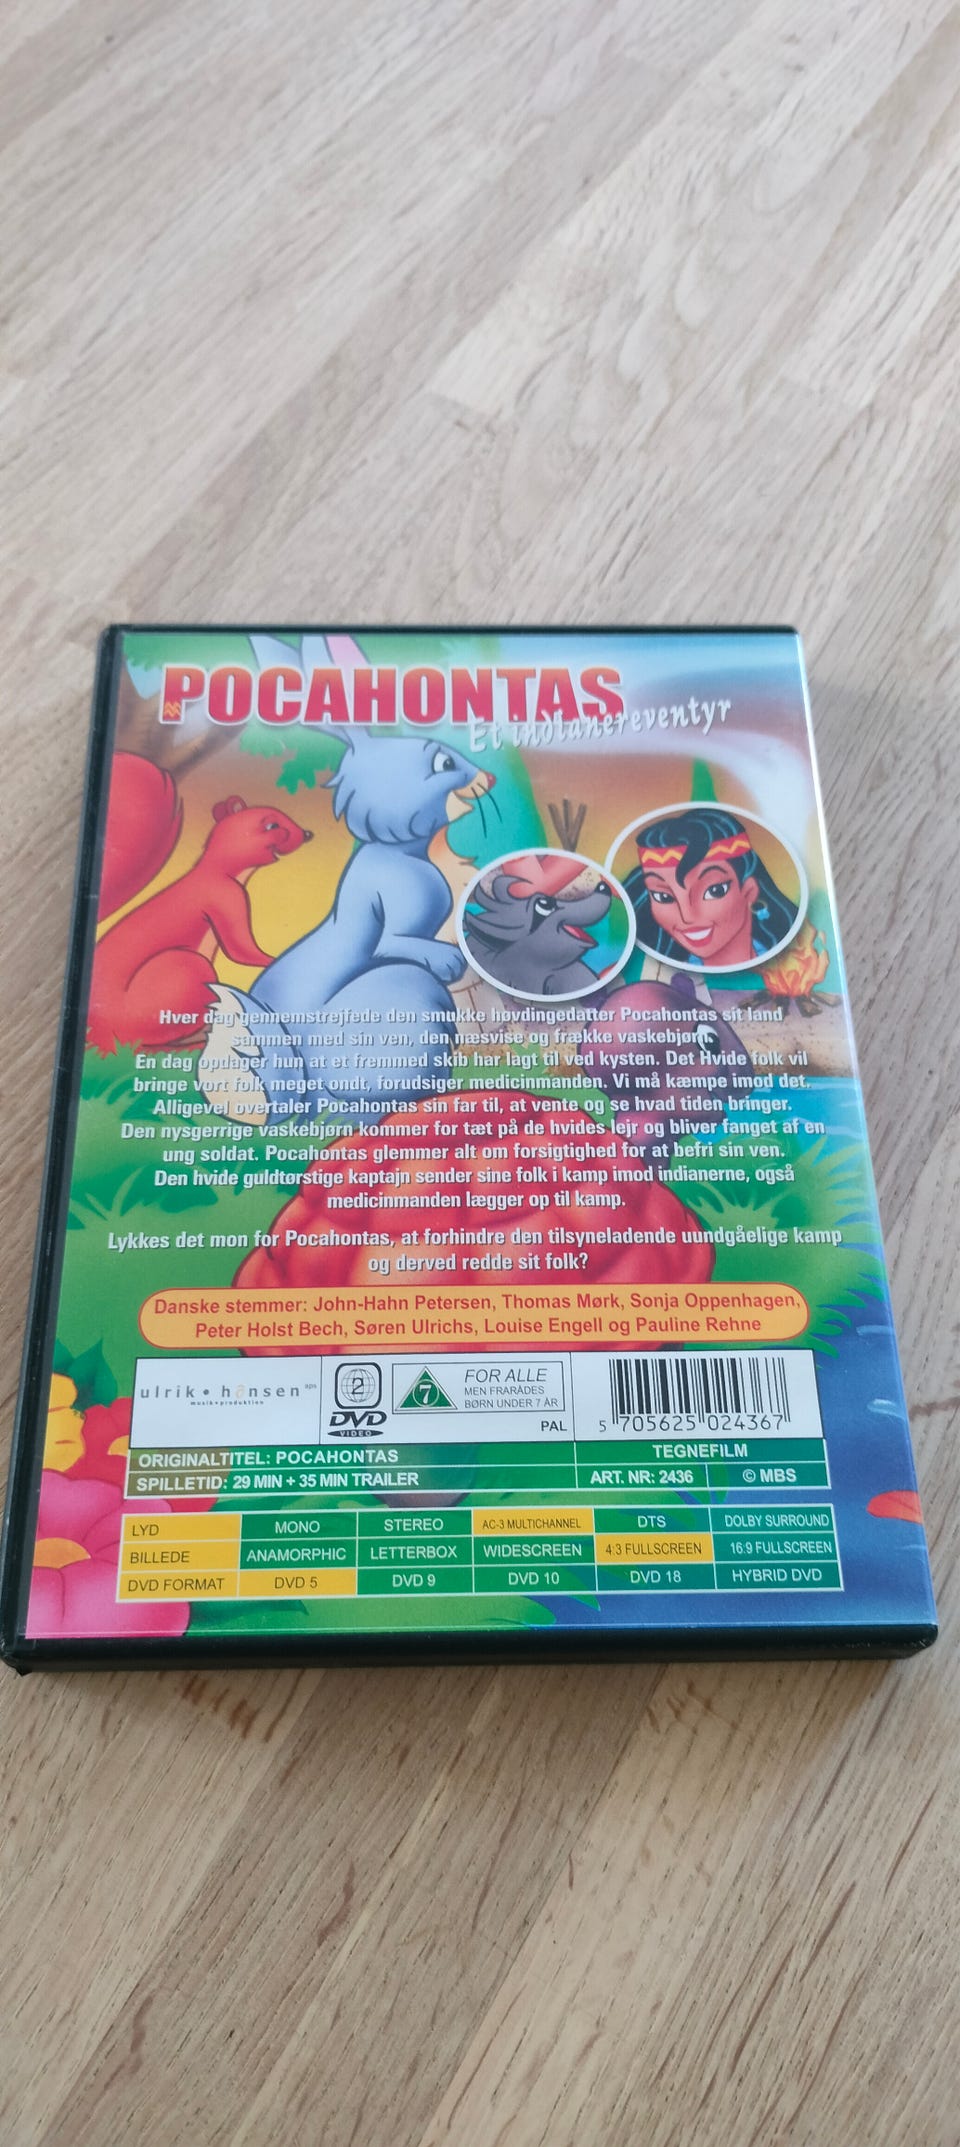 POCAHONTAS
Et indianereventyr
Hver dag gennemstrejfede den smukke høvdingedatter Pocahontas sit land
sammen med sin ven, den næsvise og frække vaskebjørn.
En dag opdager hun at et fremmed skib har lagt til ved kysten. Det Hvide folk vil
bringe vort folk meget ondt, forudsiger medicinmanden. Vi må kæmpe imod det.
Alligevel overtaler Pocahontas sin far til, at vente og se hvad tiden bringer.
Den nysgerrige vaskebjørn kommer for tæt på de hvides lejr og bliver fanget af en
ung soldat. Pocahontas glemmer alt om forsigtighed for at befri sin ven.
Den hvide guldtørstige kaptajn sender sine folk i kamp imod indianerne, også
medicinmanden lægger op til kamp.
Lykkes det mon for Pocahontas, at forhindre den tilsyneladende uundgåelige kamp
og derved redde sit folk?
Danske stemmer: John-Hahn Petersen, Thomas Mørk, Sonja Oppenhagen,
Peter Holst Bech, Søren Ulrichs, Louise Engell og Pauline Rehne
ulrik • hansen aps
musik•produktion
2
DVD
VIDEO
7
FOR ALLE
MEN FRARÅDES
BØRN UNDER 7 ÅR
PAL
5 705625 024367
ORIGINALTITEL: POCAHONTAS
TEGNEFILM
SPILLETID: 29 MIN + 35 MIN TRAILER
ART. NR: 2436
© MBS
LYD MONO STEREO AC-3 MULTICHANNEL DTS DOLBY SURROUND
BILLEDE ANAMORPHIC LETTERBOX WIDESCREEN 4:3 FULLSCREEN 16:9 FULLSCREEN
DVD FORMAT DVD 5 DVD 9 DVD 10 DVD 18 HYBRID DVD